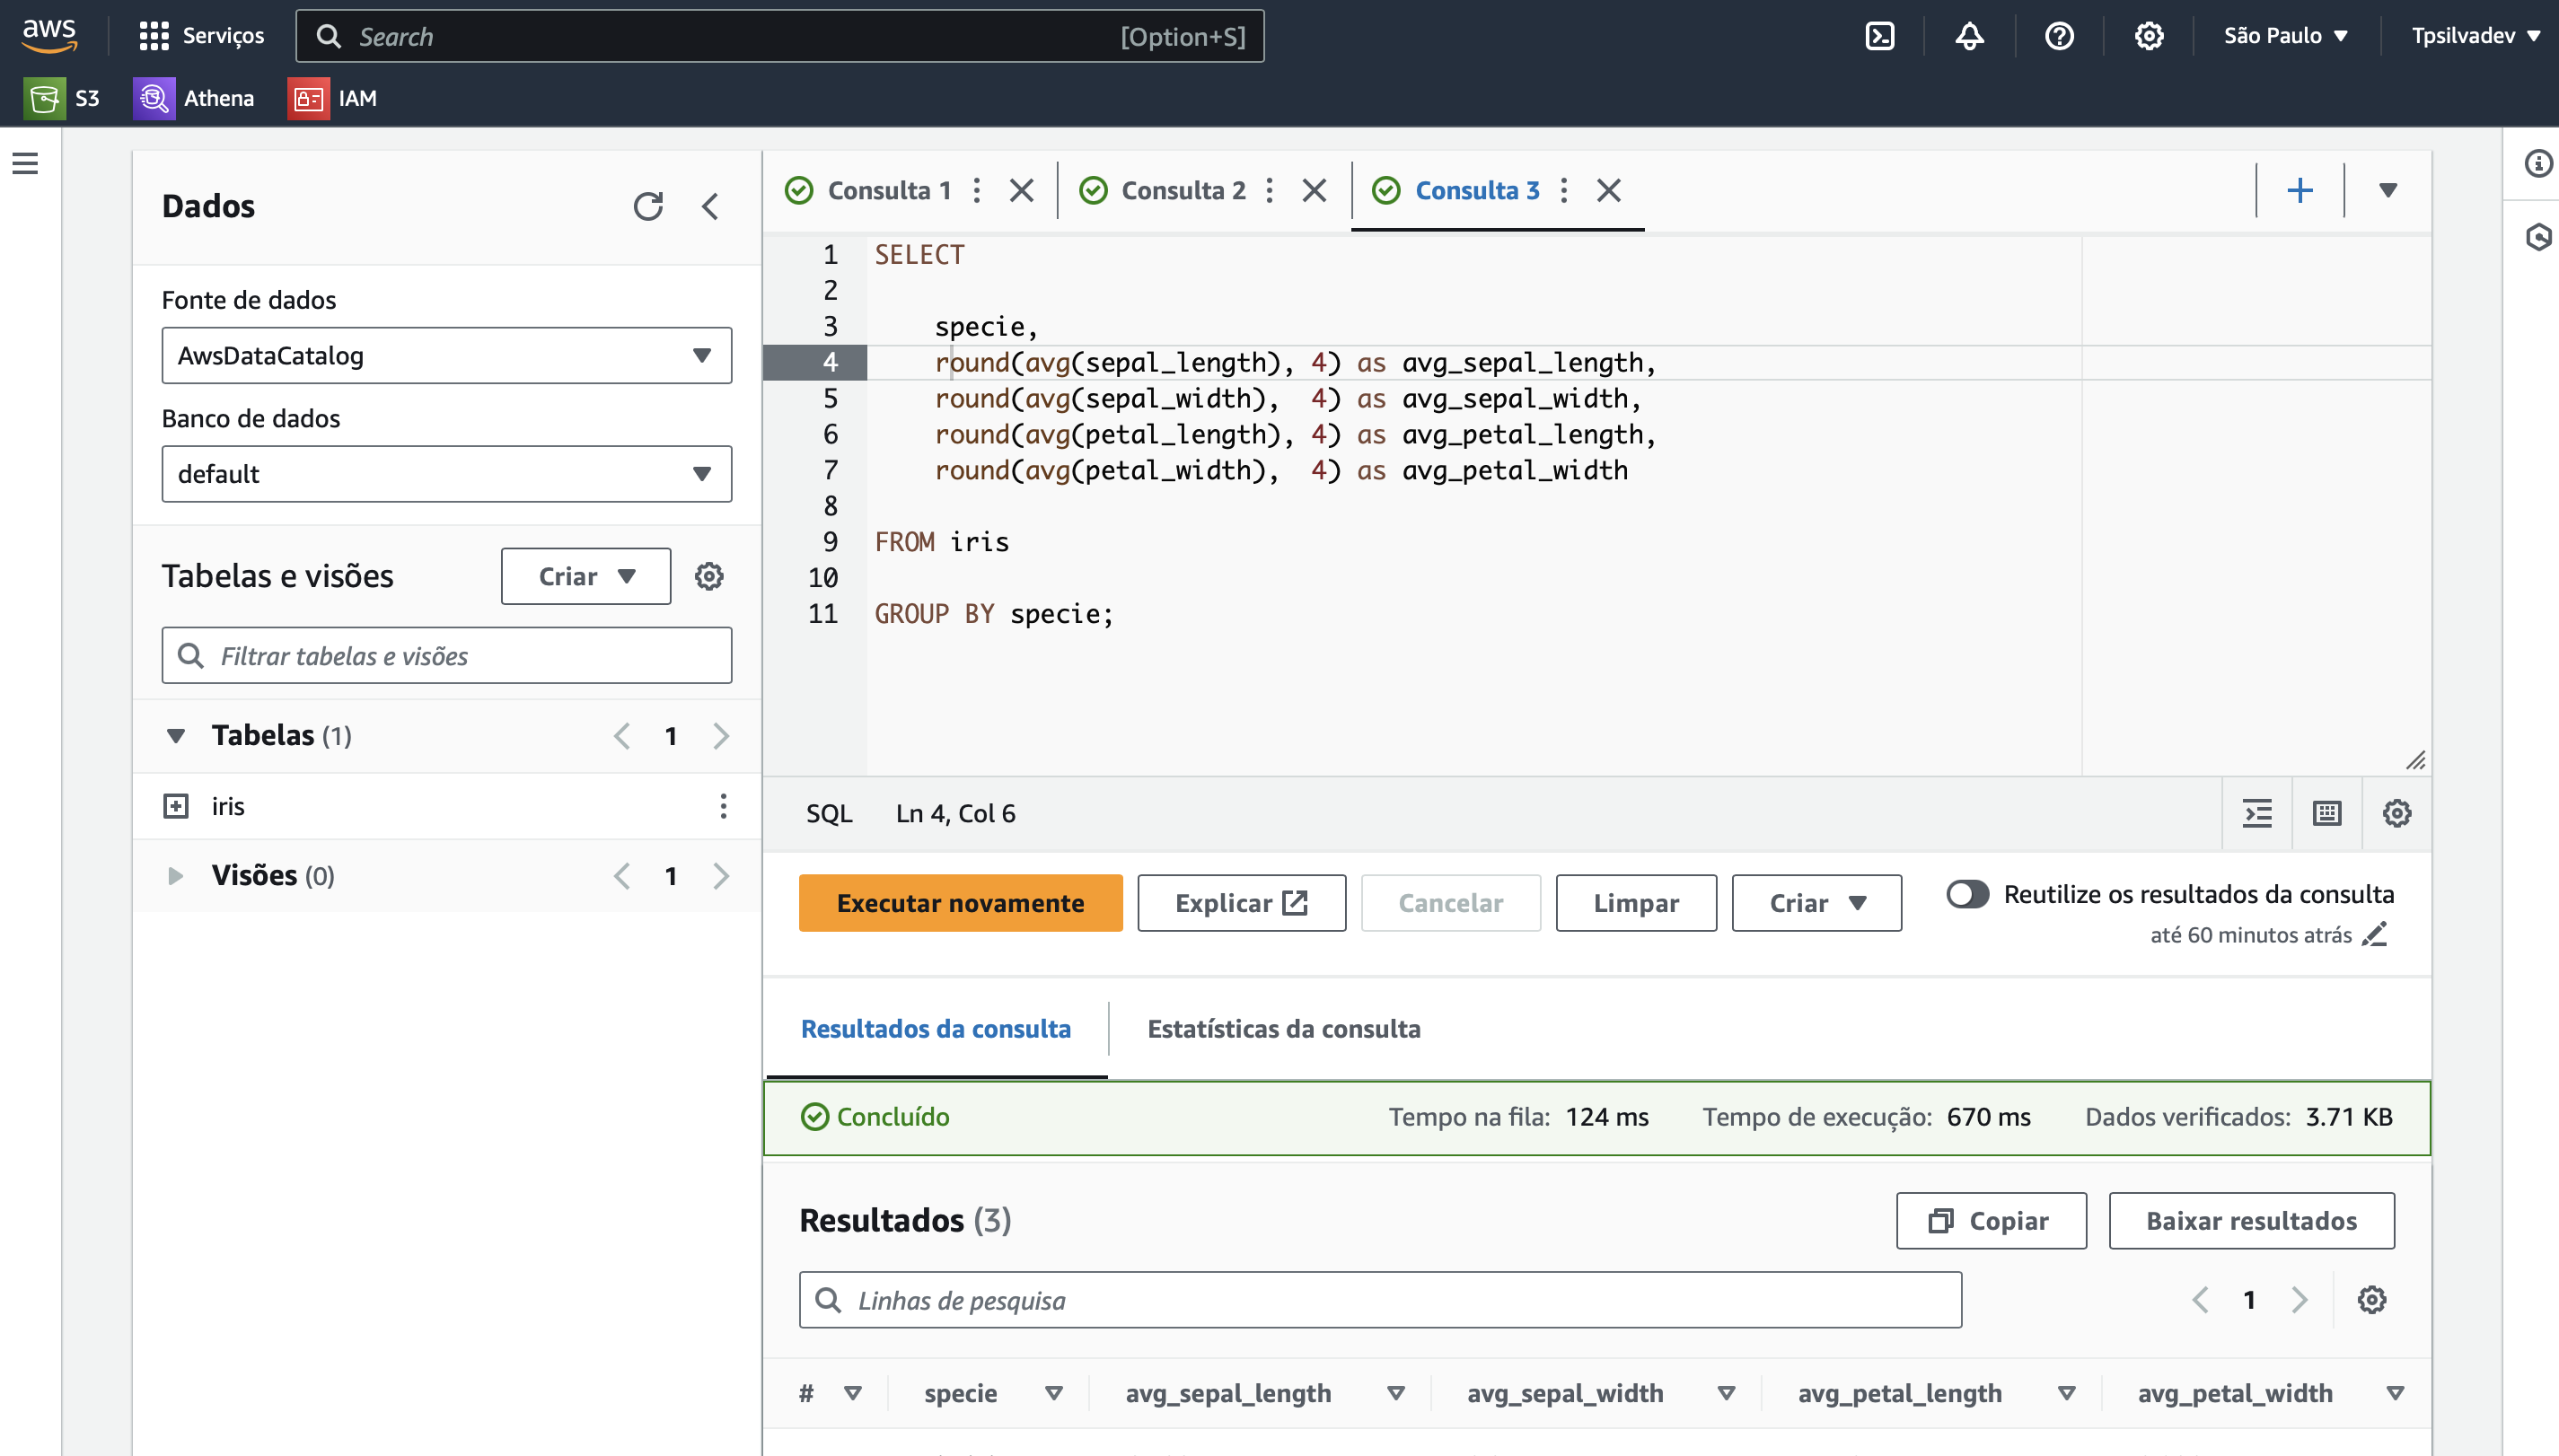 aws Serviços Search [Option+S] São Paulo Tpsilvadev
S3 Athena IAM
Dados
Fonte de dados
AwsDataCatalog
Banco de dados
default
Tabelas e visões Criar
Filtrar tabelas e visões
Tabelas (1) 1
iris
Visões (0) 1
Consulta 1 Consulta 2 Consulta 3
1 SELECT
2
3 specie,
4 round(avg(sepal_length), 4) as avg_sepal_length,
5 round(avg(sepal_width), 4) as avg_sepal_width,
6 round(avg(petal_length), 4) as avg_petal_length,
7 round(avg(petal_width), 4) as avg_petal_width
8
9 FROM iris
10
11 GROUP BY specie;
SQL Ln 4, Col 6
Executar novamente Explicar Cancelar Limpar Criar Reutilize os resultados da consulta
até 60 minutos atrás
Resultados da consulta Estatísticas da consulta
Concluído Tempo na fila: 124 ms Tempo de execução: 670 ms Dados verificados: 3.71 KB
Resultados (3) Copiar Baixar resultados
Linhas de pesquisa 1
# specie avg_sepal_length avg_sepal_width avg_petal_length avg_petal_width